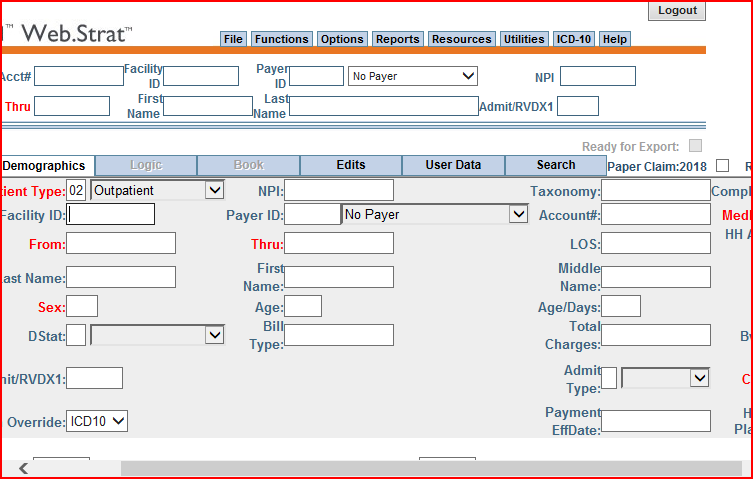 Logout
™ Web.Strat™
File Functions Options Reports Resources Utilities ICD-10 Help
Acct# Facility ID Payer ID No Payer NPI
Thru First Name Last Name Admit/RVDX1
Ready for Export:
Demographics Logic Book Edits User Data Search Paper Claim:2018 R
tient Type: 02 Outpatient NPI: Taxonomy: Compl
Facility ID: Payer ID: No Payer Account#: Medl
From: Thru: LOS: HH A
ast Name: First Name: Middle Name:
Sex: Age: Age/Days:
DStat: Bill Type: Total Charges: By
mit/RVDX1: Admit Type: C
Override: ICD10 Payment EffDate: H Pla